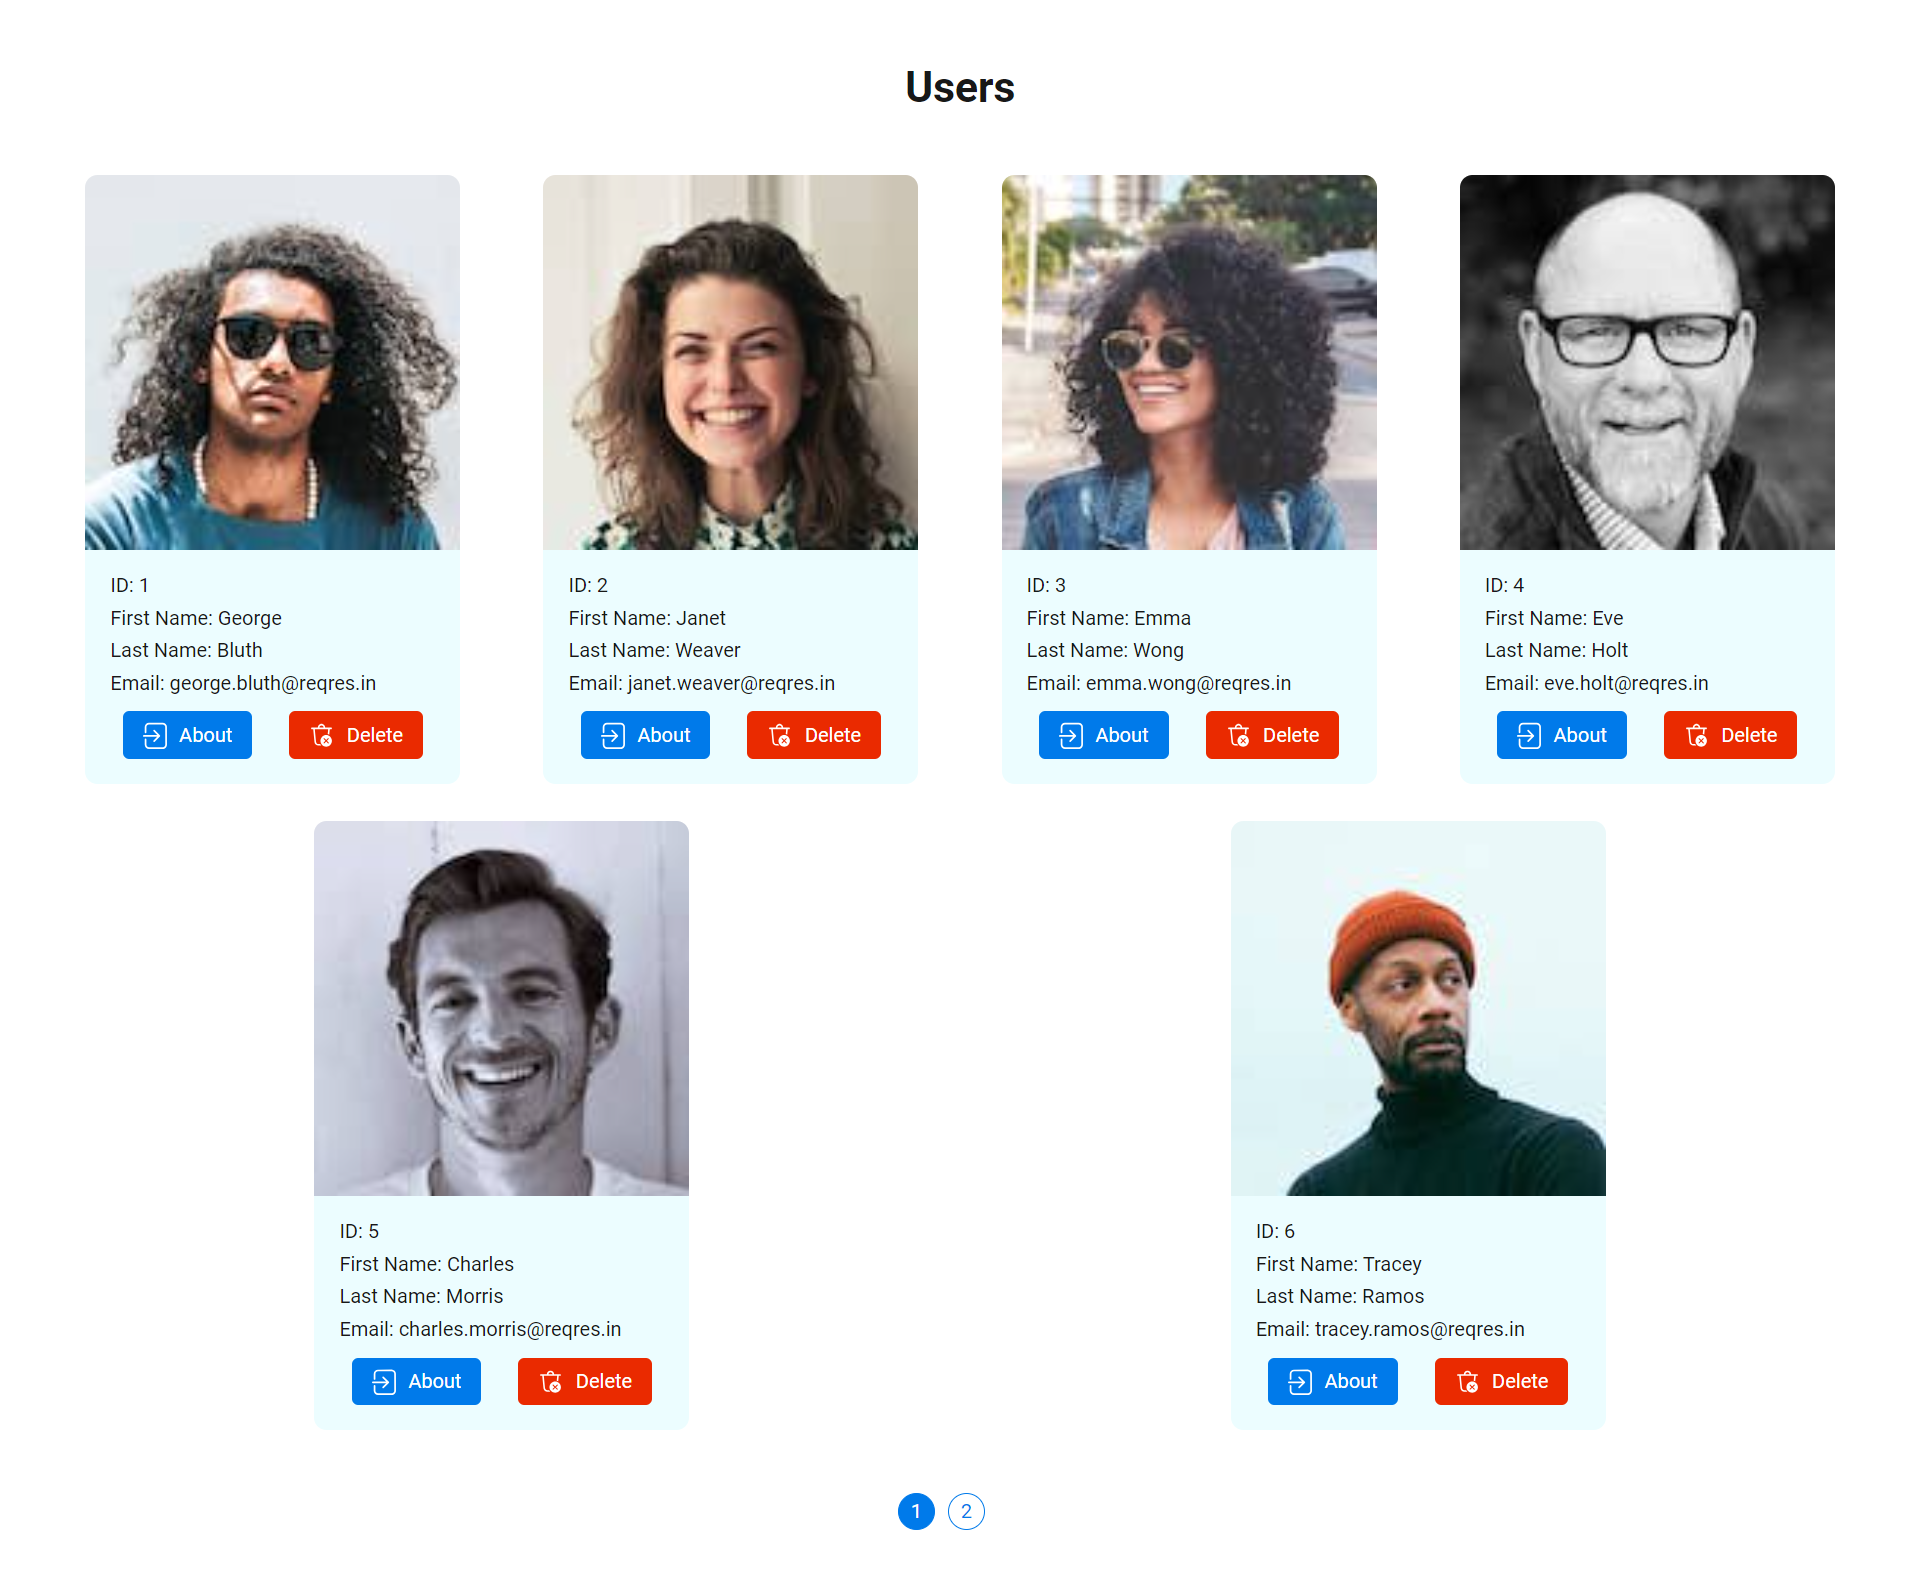 Users
ID: 1
First Name: George
Last Name: Bluth
Email: george.bluth@reqres.in
About
Delete
ID: 2
First Name: Janet
Last Name: Weaver
Email: janet.weaver@reqres.in
About
Delete
ID: 3
First Name: Emma
Last Name: Wong
Email: emma.wong@reqres.in
About
Delete
ID: 4
First Name: Eve
Last Name: Holt
Email: eve.holt@reqres.in
About
Delete
ID: 5
First Name: Charles
Last Name: Morris
Email: charles.morris@reqres.in
About
Delete
ID: 6
First Name: Tracey
Last Name: Ramos
Email: tracey.ramos@reqres.in
About
Delete
1 2